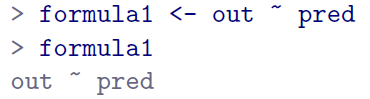 > formula1 <- out ~ pred
> formula1
out ~ pred